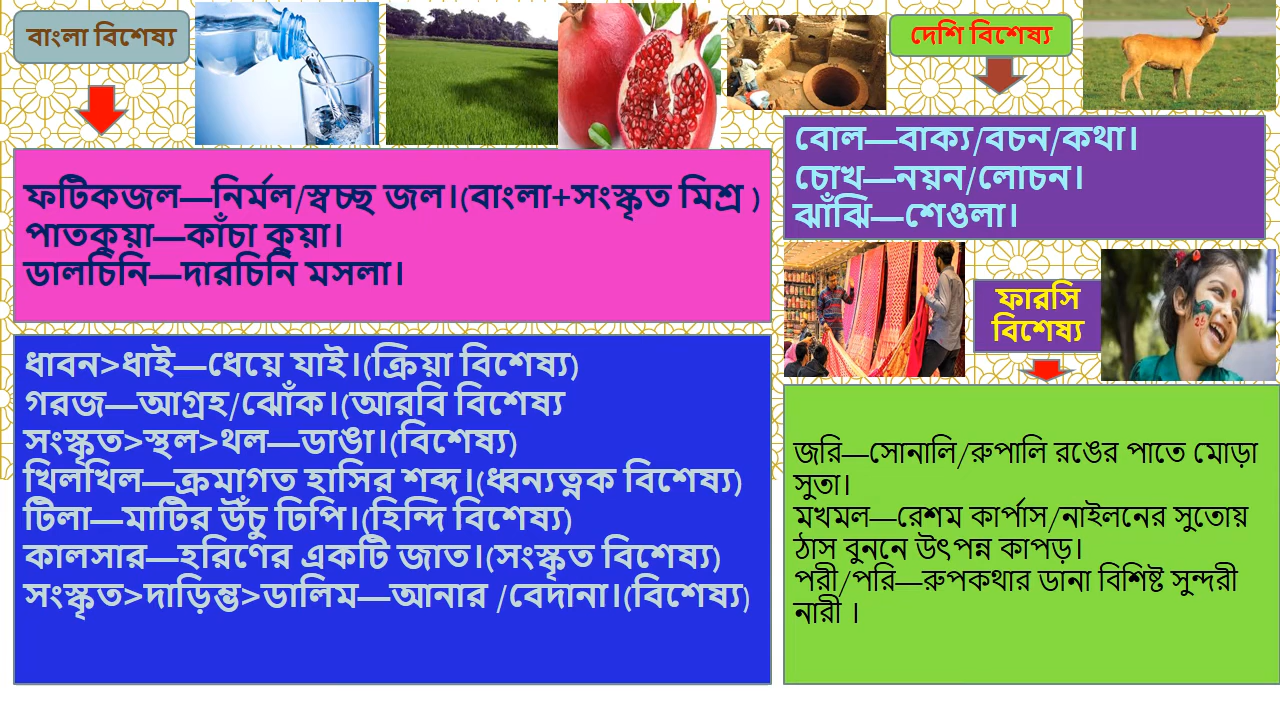 বাংলা বিশেষ্য
ফটিকজল—নির্মল/স্বচ্ছ জল।(বাংলা+সংস্কৃত মিশ্র )
পাতকুয়া—কাঁচা কুয়া।
ডালচিনি—দারচিনি মসলা।
ধাবন>ধাই—ধেয়ে যাই।(ক্রিয়া বিশেষ্য)
গরজ—আগ্রহ/ঝোঁক।(আরবি বিশেষ্য
সংস্কৃত>স্থল>থল—ডাঙা।(বিশেষ্য)
খিলখিল—ক্রমাগত হাসির শব্দ।(ধ্বন্যত্নক বিশেষ্য)
টিলা—মাটির উঁচু ঢিপি।(হিন্দি বিশেষ্য)
কালসার—হরিণের একটি জাত।(সংস্কৃত বিশেষ্য)
সংস্কৃত>দাড়িম্ভ>ডালিম—আনার /বেদানা।(বিশেষ্য)
দেশি বিশেষ্য
বোল—বাক্য/বচন/কথা।
চোখ—নয়ন/লোচন।
ঝাঁঝি—শেওলা।
ফারসি
বিশেষ্য
জরি—সোনালি/রুপালি রঙের পাতে মোড়া
সুতা।
মখমল—রেশম কার্পাস/নাইলনের সুতোয়
ঠাস বুননে উৎপন্ন কাপড়।
পরী/পরি—রুপকথার ডানা বিশিষ্ট সুন্দরী
নারী ।